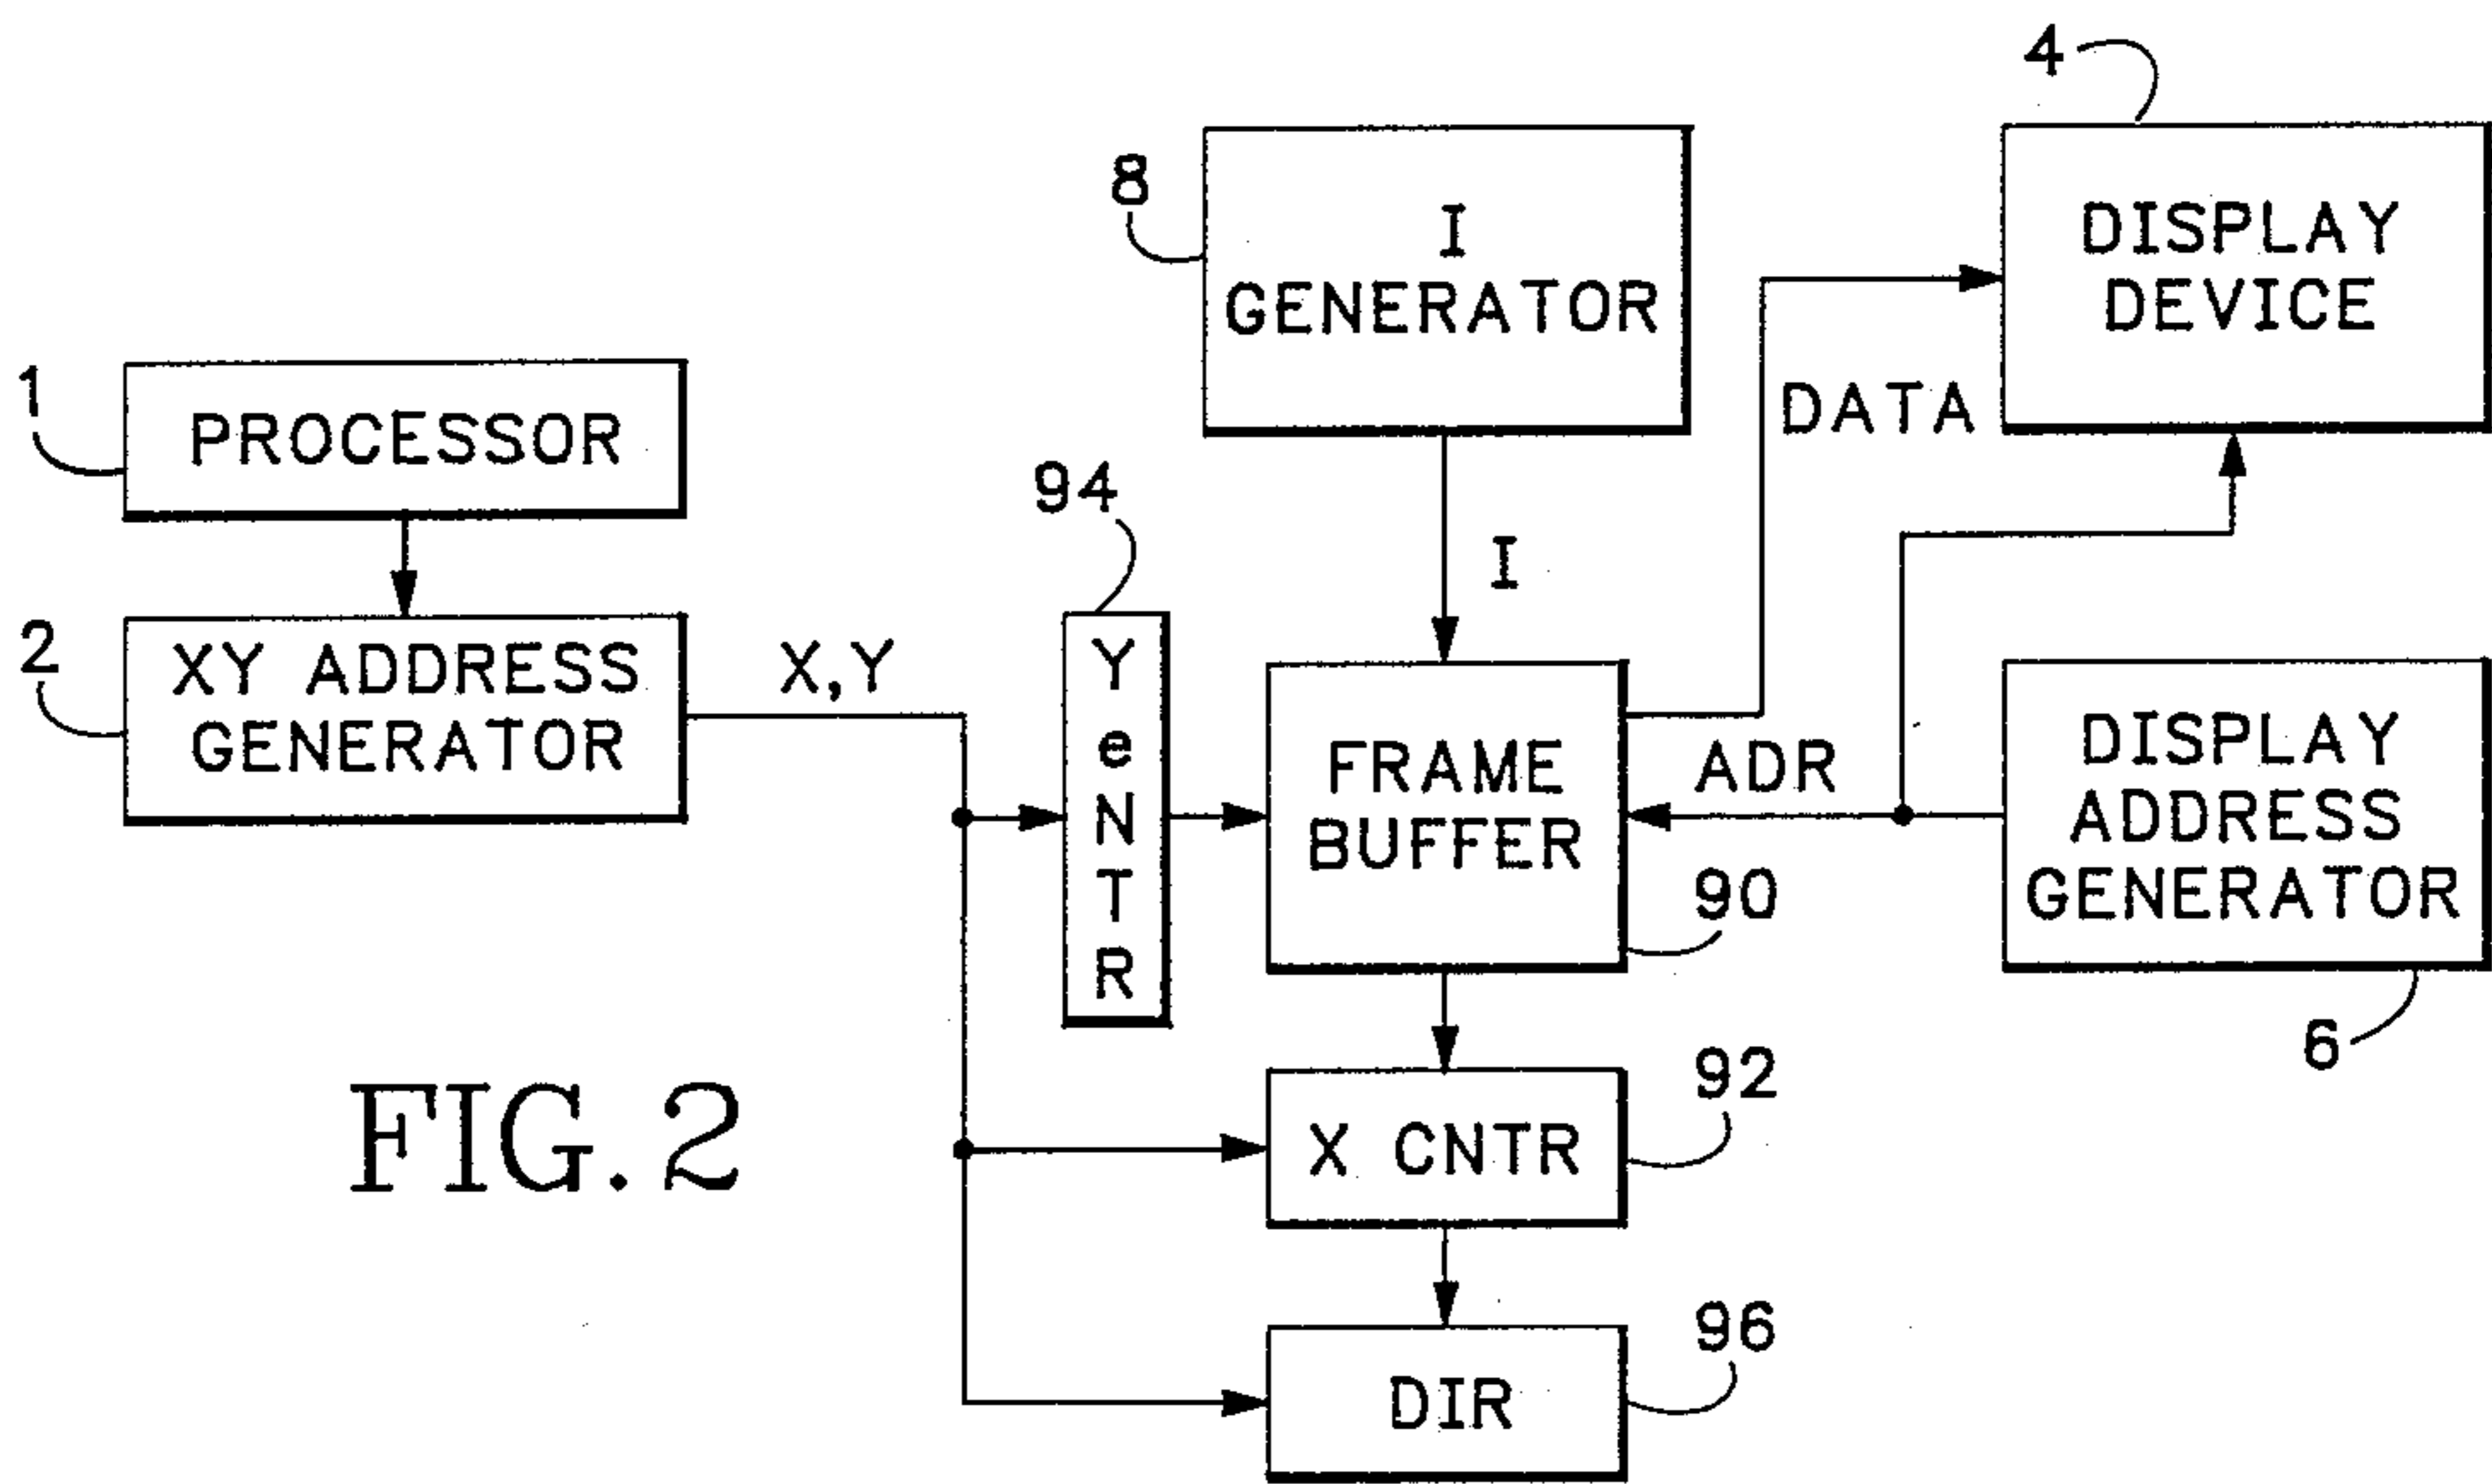 4
8
I
GENERATOR
DISPLAY
DEVICE
DATA
1
PROCESSOR
94
I
2
XY ADDRESS
GENERATOR
X,Y
Y
e
N
T
R
FRAME
BUFFER
ADR
90
DISPLAY
ADDRESS
GENERATOR
6
92
X CNTR
96
DIR
FIG. 2